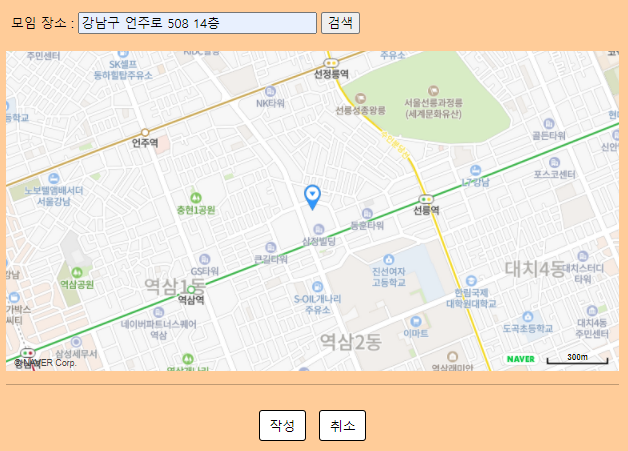 모임 장소 : 강남구 언주로 508 14층 검색
주민센터
SK셀프
동하힐탑주유소
선정릉역
주유소
NK타워
선릉성종왕릉
서울선릉과정릉
(세계문화유산)
골든타워
언주역
노보텔앰배서더
서울강남
충현1공원
L7강남
포스코센터
선릉역
동훈타워
삼정빌딩
큰길타워
GS타워
역삼공원
역삼1동
역삼역
진선여자
고등학교
한림국제
대학원대학교
대치4동
대치스터디
타워
S-OIL개나리
주유소
네이버파트너스퀘어
역삼
이마트
도곡초등학교
대치4동
주민센터
역삼2동
삼성세무서
역삼래미안
© NAVER Corp.
NAVER
300m
작성 취소